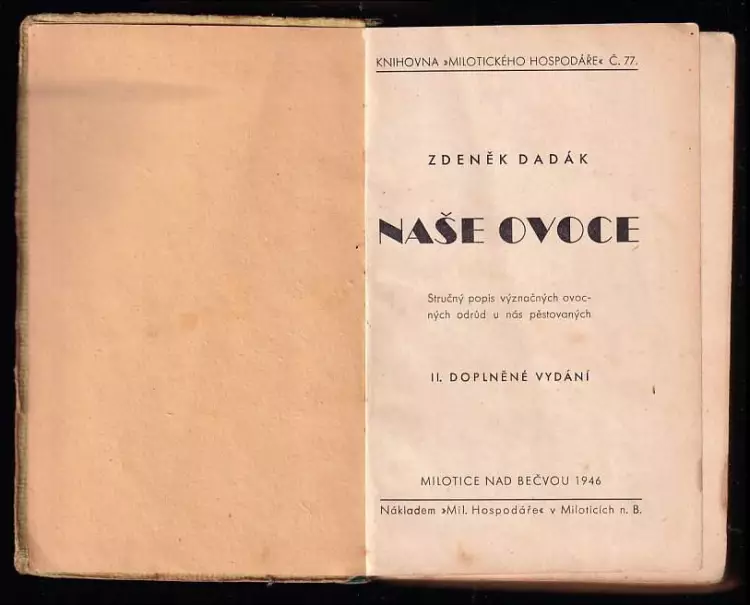 KNIHOVNA »MILOTICKÉHO HOSPODÁŘE« Č. 77.
ZDENĚK DADÁK
NAŠE OVOCE
Stručný popis význačných ovoc-
ných odrůd u nás pěstovaných
II. DOPLNĚNÉ VYDÁNÍ
MILOTICE NAD BEČVOU 1946
Nákladem »Mil. Hospodáře« v Miloticích n. B.